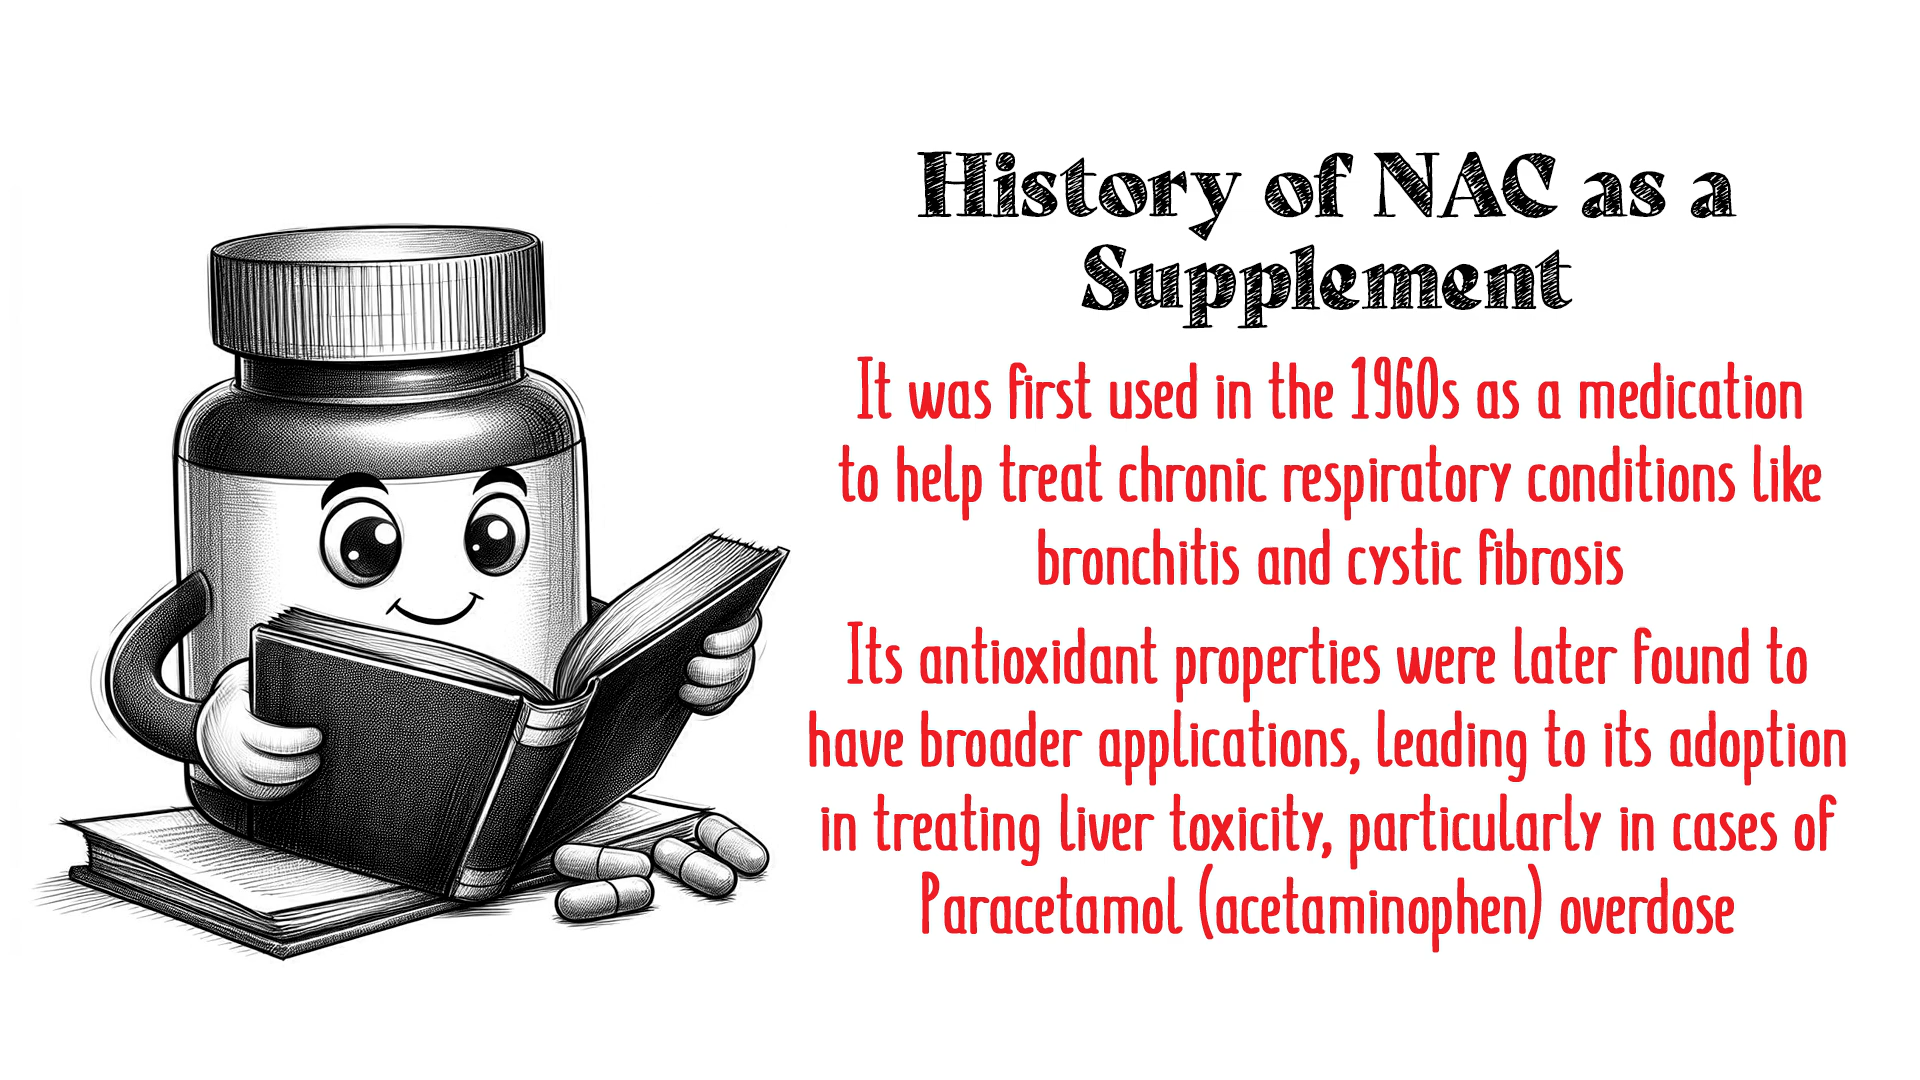 History of NAC as a
Supplement
It was first used in the 1960s as a medication
to help treat chronic respiratory conditions like
bronchitis and cystic fibrosis
Its antioxidant properties were later found to
have broader applications, leading to its adoption
in treating liver toxicity, particularly in cases of
Paracetamol (acetaminophen) overdose